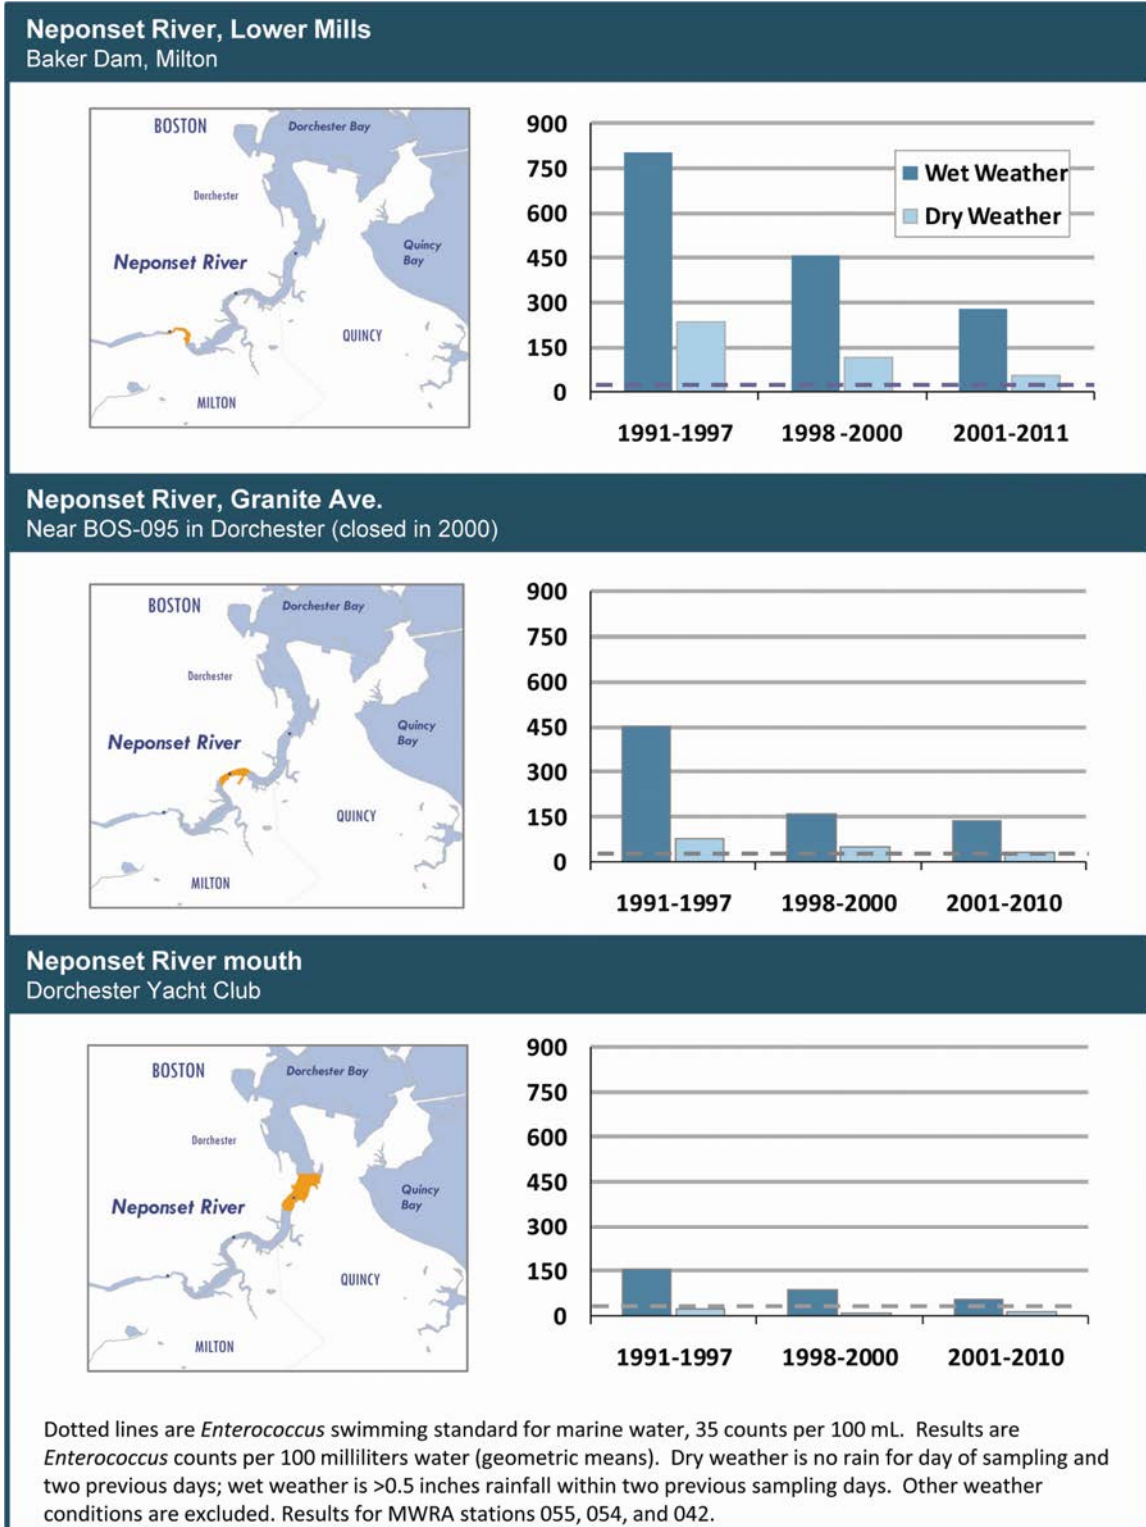 Neponset River, Lower Mills
Baker Dam, Milton
BOSTON
Dorchester Bay
Dorchester
Quincy
Bay
Neponset River
QUINCY
MILTON
900
750
600
450
300
150
0
Wet Weather
Dry Weather
1991-1997
1998-2000
2001-2011
Neponset River, Granite Ave.
Near BOS-095 in Dorchester (closed in 2000)
BOSTON
Dorchester Bay
Dorchester
Quincy
Bay
Neponset River
QUINCY
MILTON
900
750
600
450
300
150
0
1991-1997
1998-2000
2001-2010
Neponset River mouth
Dorchester Yacht Club
BOSTON
Dorchester Bay
Dorchester
Quincy
Bay
Neponset River
QUINCY
MILTON
900
750
600
450
300
150
0
1991-1997
1998-2000
2001-2010
Dotted lines are Enterococcus swimming standard for marine water, 35 counts per 100 mL. Results are
Enterococcus counts per 100 milliliters water (geometric means). Dry weather is no rain for day of sampling and
two previous days; wet weather is >0.5 inches rainfall within two previous sampling days. Other weather
conditions are excluded. Results for MWRA stations 055, 054, and 042.